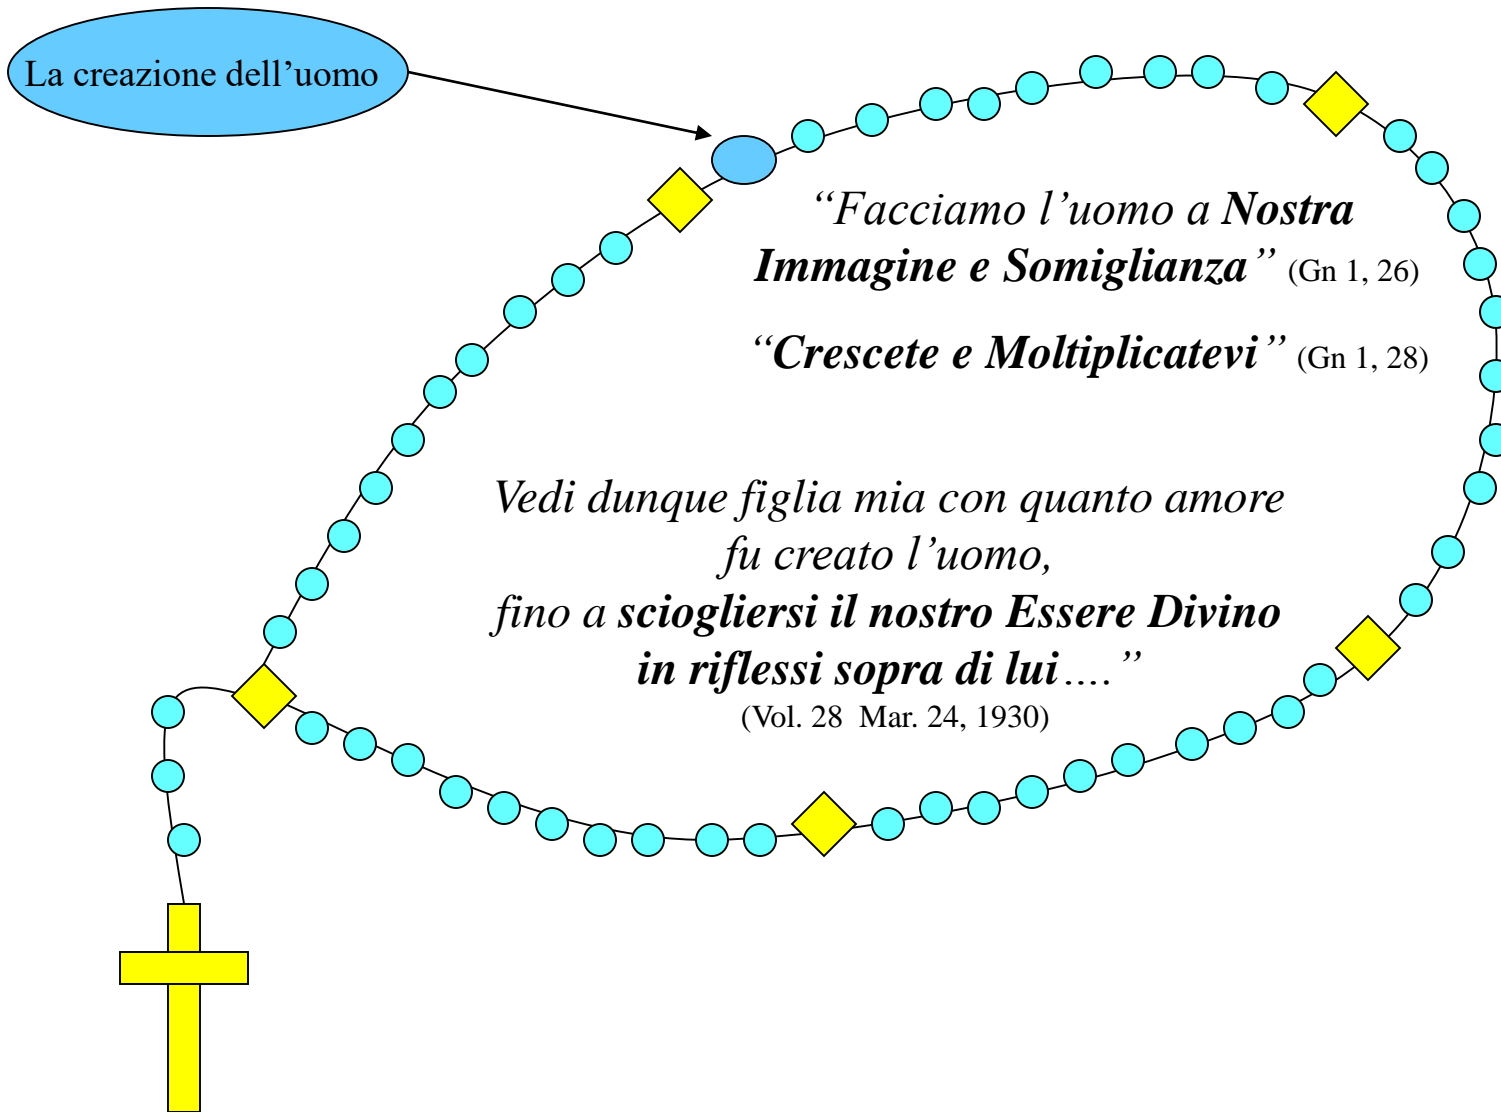 La creazione dell’uomo
“Facciamo l’uomo a Nostra
Immagine e Somiglianza” (Gn 1, 26)
“Crescete e Moltiplicatevi” (Gn 1, 28)
Vedi dunque figlia mia con quanto amore
fu creato l’uomo,
fino a sciogliersi il nostro Essere Divino
in riflessi sopra di lui….”
(Vol. 28  Mar. 24, 1930)